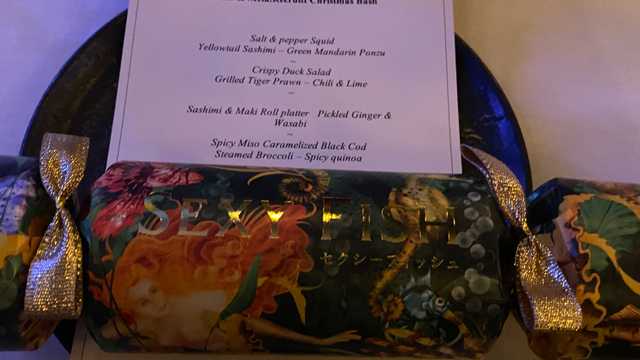 Christmas Bash
Salt & pepper Squid
Yellowtail Sashimi – Green Mandarin Ponzu
~
Crispy Duck Salad
Grilled Tiger Prawn – Chili & Lime
~
Sashimi & Maki Roll platter Pickled Ginger &
Wasabi
~
Spicy Miso Caramelized Black Cod
Steamed Broccoli – Spicy quinoa
SEXY FISH
セクシーフィッシュ